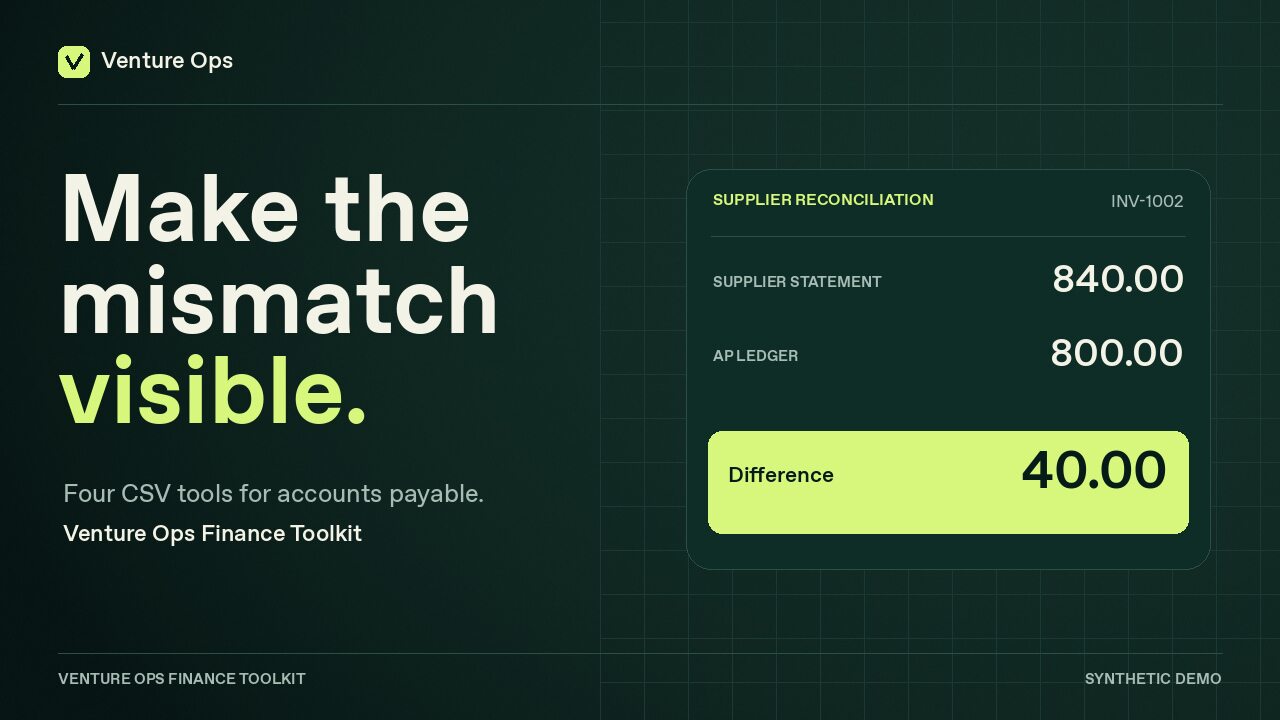 Venture Ops
Make the
mismatch
visible.
Four CSV tools for accounts payable.
Venture Ops Finance Toolkit
SUPPLIER RECONCILIATION
INV-1002
SUPPLIER STATEMENT
840.00
AP LEDGER
800.00
Difference
40.00
VENTURE OPS FINANCE TOOLKIT
SYNTHETIC DEMO